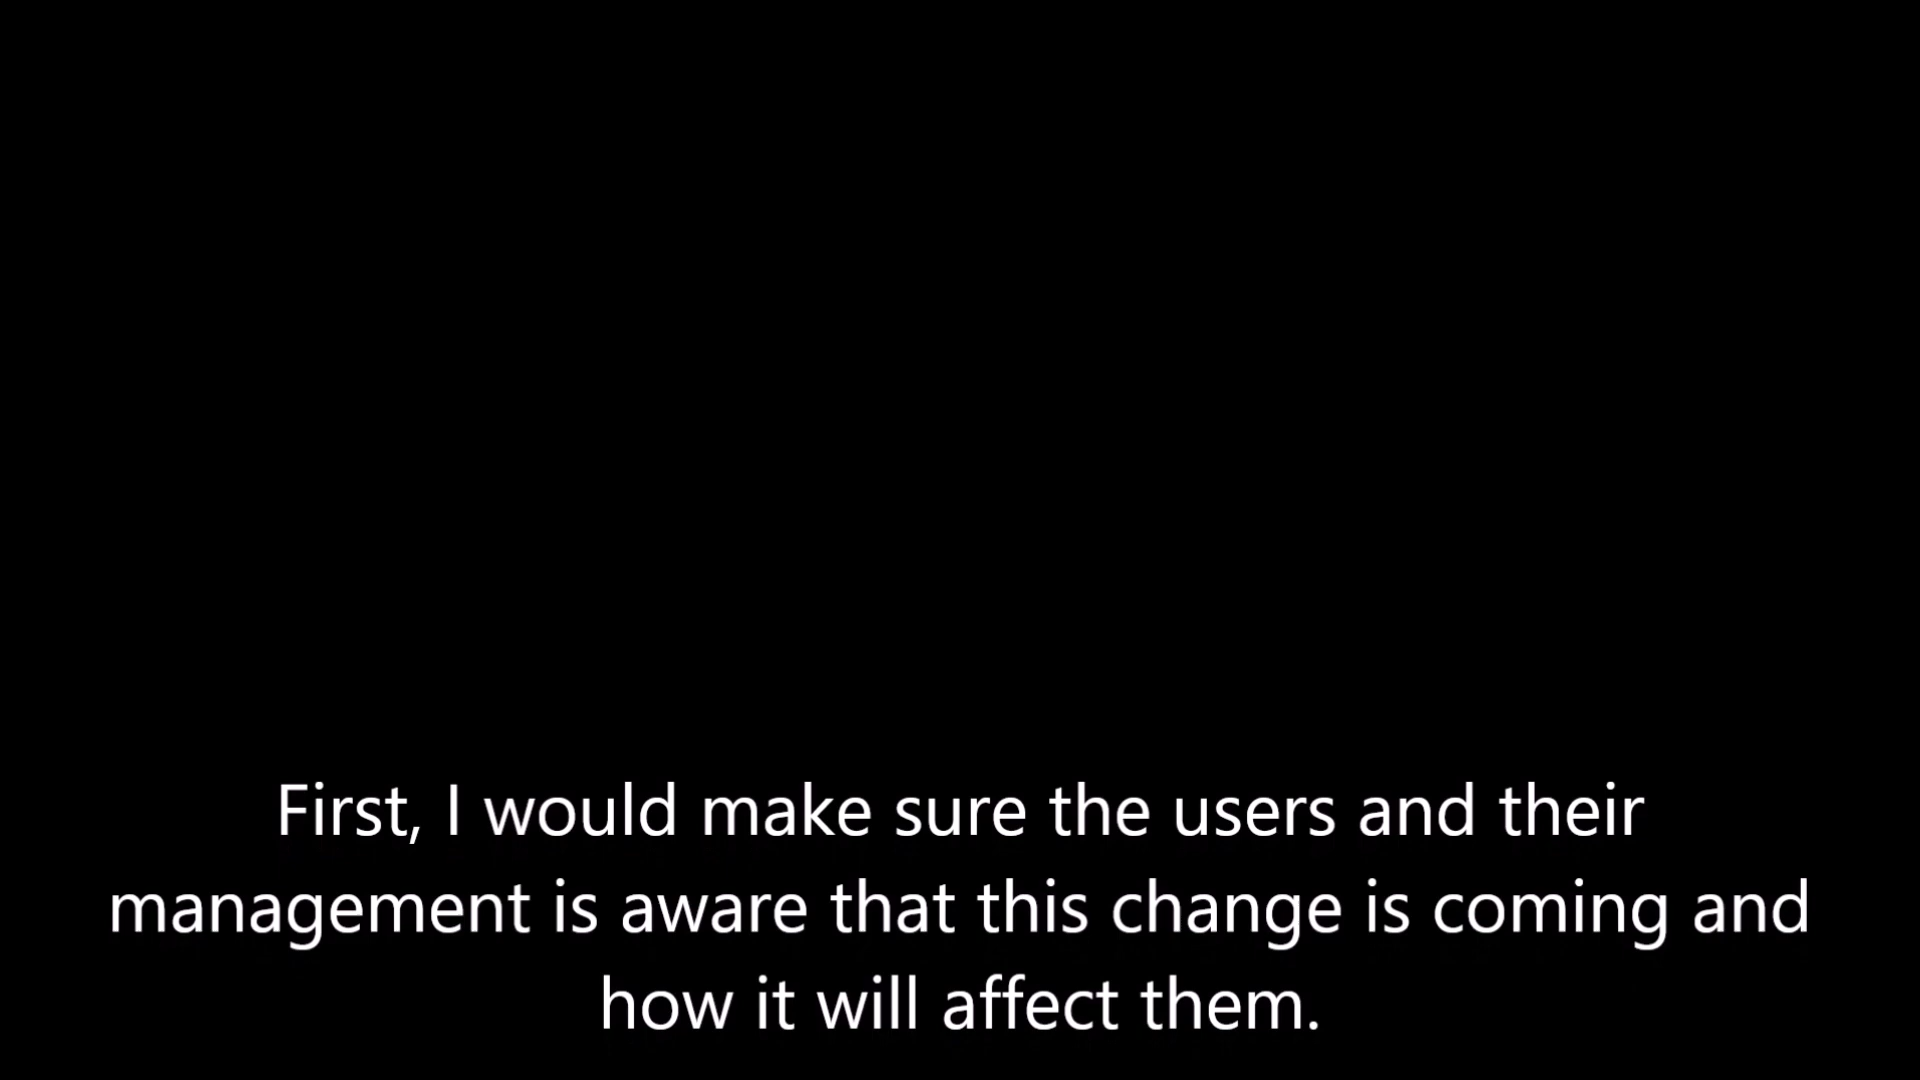 First, I would make sure the users and their
management is aware that this change is coming and
how it will affect them.